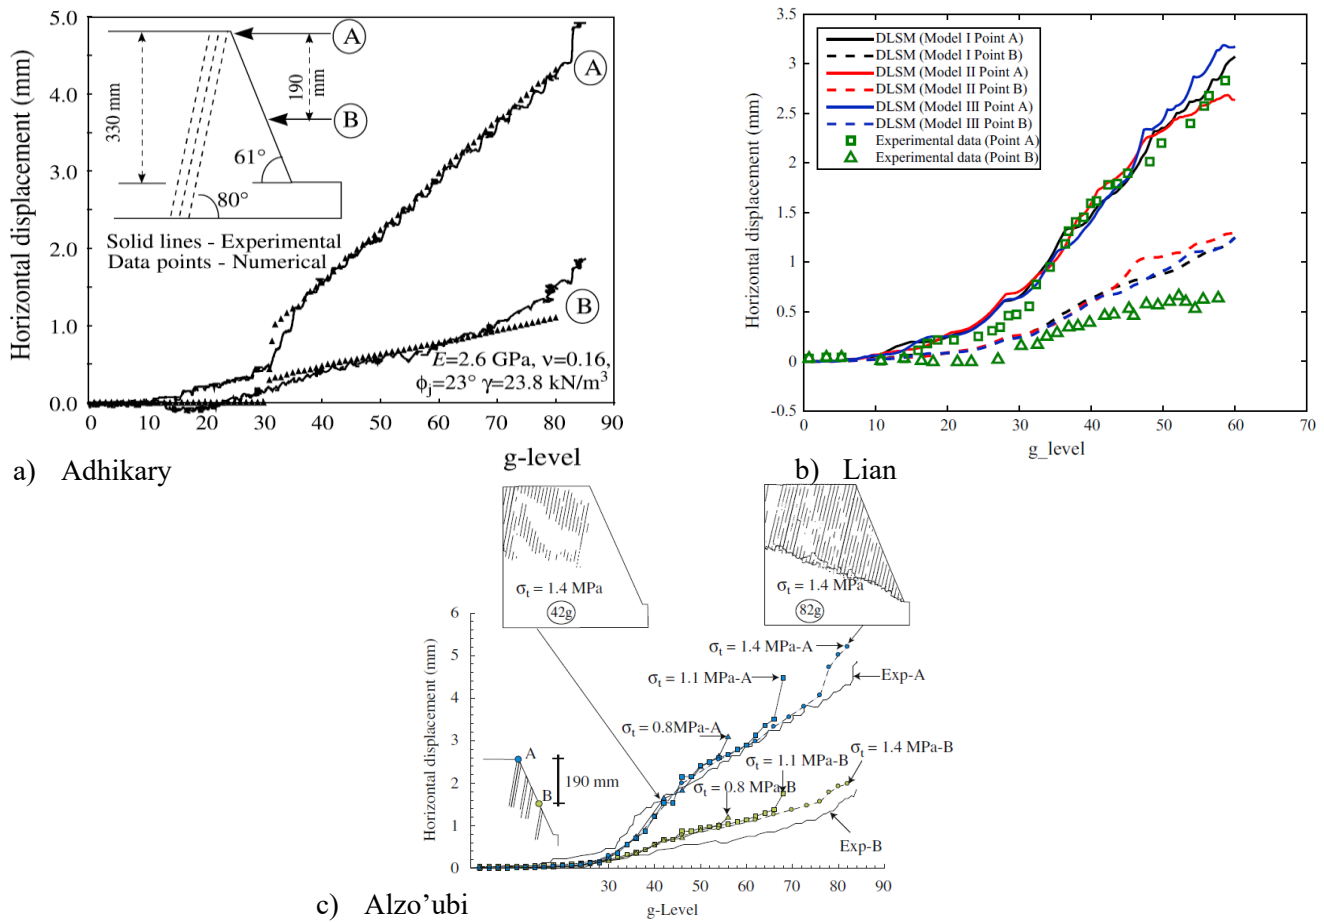 5.0
4.0
3.0
2.0
1.0
0.0
Horizontal displacement (mm)
330 mm
190
mm
A
B
61°
80°
Solid lines - Experimental
Data points - Numerical
A
B
E=2.6 GPa, ν=0.16,
ϕj=23° γ=23.8 kN/m³
0 10 20 30 40 50 60 70 80 90
g-level
a) Adhikary
3.5
3
2.5
2
1.5
1
0.5
0
-0.5
Horizontal displacement (mm)
DLSM (Model I Point A)
DLSM (Model I Point B)
DLSM (Model II Point A)
DLSM (Model II Point B)
DLSM (Model III Point A)
DLSM (Model III Point B)
Experimental data (Point A)
Experimental data (Point B)
0 10 20 30 40 50 60 70
g_level
b) Lian
σt = 1.4 MPa
42g
σt = 1.4 MPa
82g
6
5
4
3
2
1
0
Horizontal displacement (mm)
σt = 1.4 MPa-A
σt = 1.1 MPa-A
Exp-A
σt = 0.8MPa-A
σt = 1.4 MPa-B
σt = 1.1 MPa-B
σt = 0.8 MPa-B
Exp-B
A
190 mm
B
30 40 50 60 70 80 90
g-Level
c) Alzo'ubi